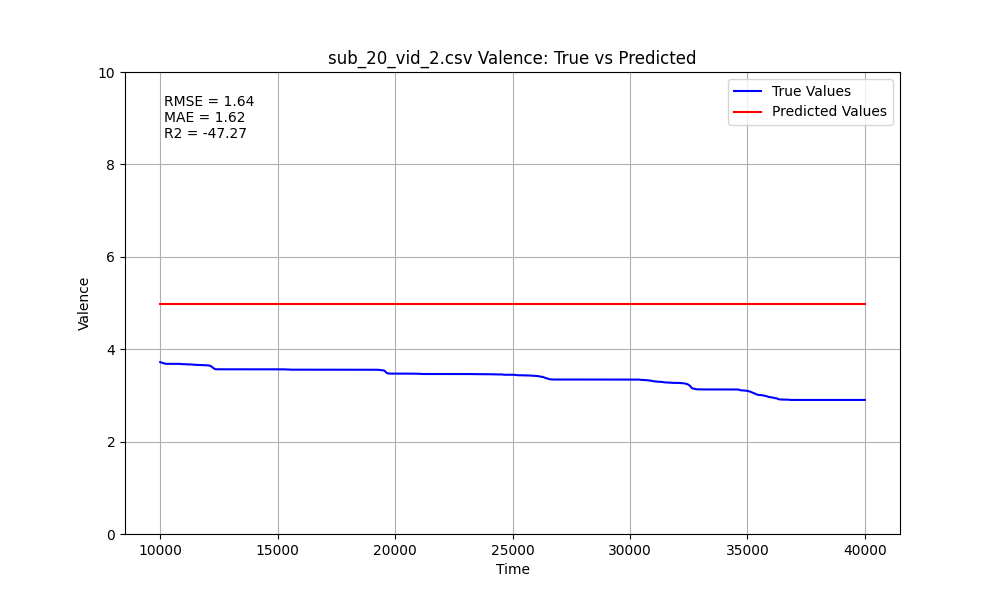 sub_20_vid_2.csv Valence: True vs Predicted
RMSE = 1.64
MAE = 1.62
R2 = -47.27
True Values
Predicted Values
Valence
10
8
6
4
2
0
10000 15000 20000 25000 30000 35000 40000
Time